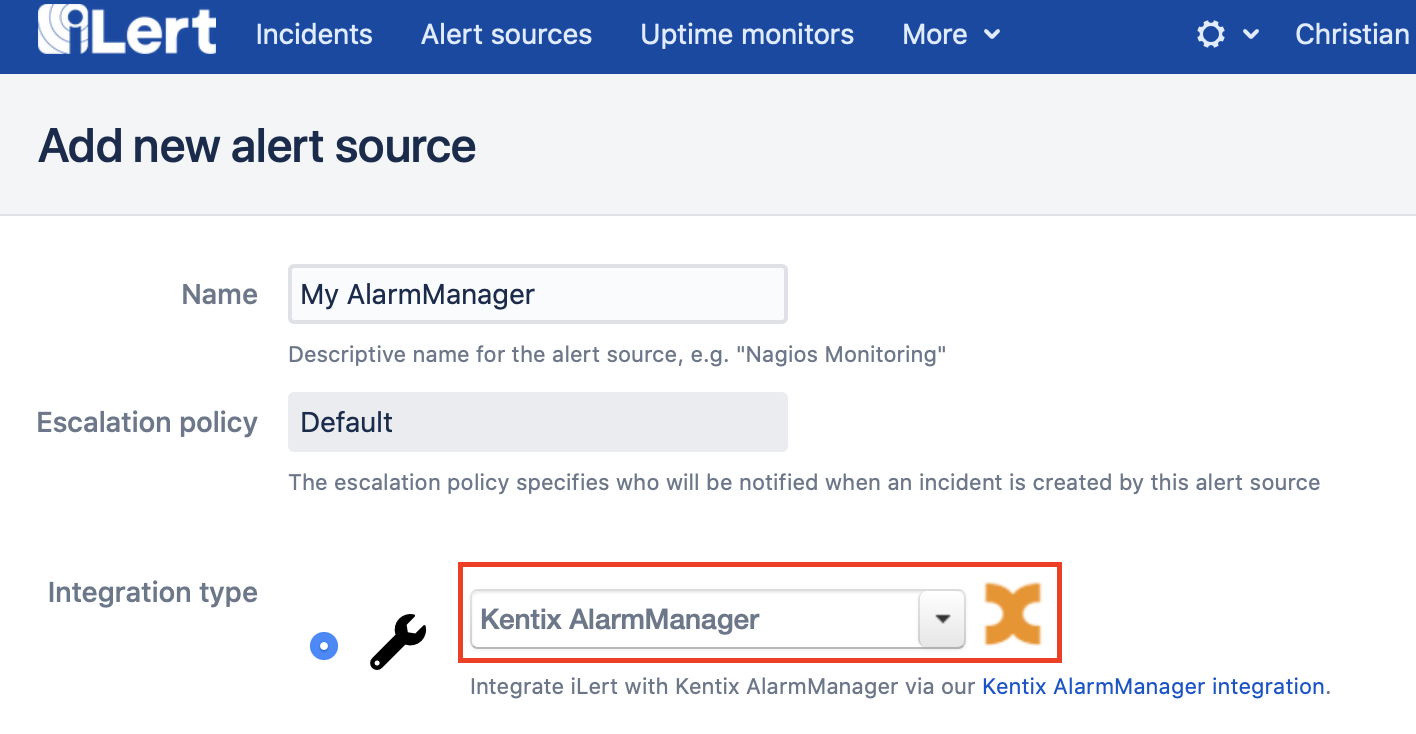 iLert Incidents Alert sources Uptime monitors More Christian
Add new alert source
Name My AlarmManager
Descriptive name for the alert source, e.g. "Nagios Monitoring"
Escalation policy Default
The escalation policy specifies who will be notified when an incident is created by this alert source
Integration type
Kentix AlarmManager
Integrate iLert with Kentix AlarmManager via our Kentix AlarmManager integration.